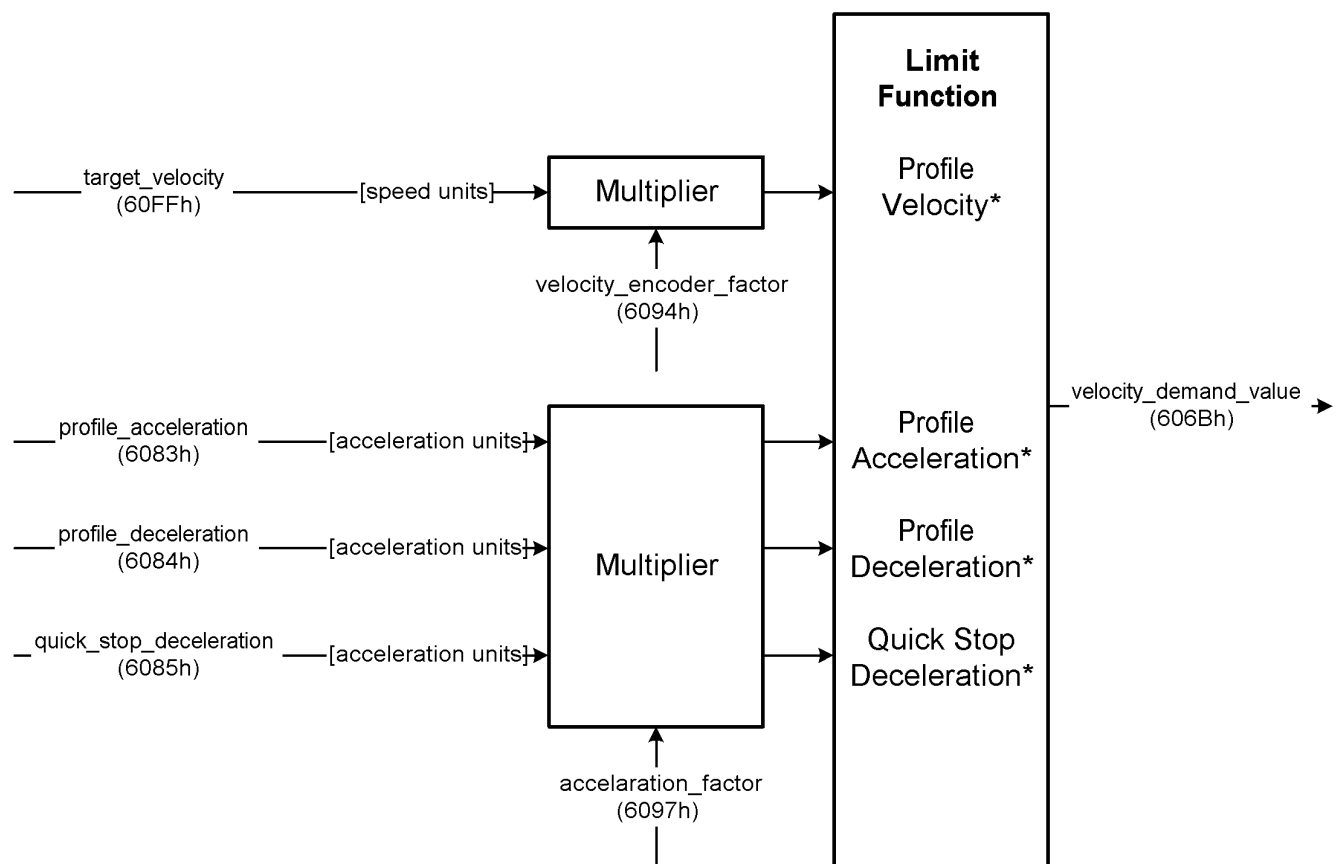 Limit
Function
target_velocity
(60FFh)
[speed units]
Multiplier
Profile
Velocity*
velocity_encoder_factor
(6094h)
velocity_demand_value
(606Bh)
profile_acceleration
(6083h)
[acceleration units]
Profile
Acceleration*
profile_deceleration
(6084h)
[acceleration units]
Multiplier
Profile
Deceleration*
quick_stop_deceleration
(6085h)
[acceleration units]
Quick Stop
Deceleration*
accelaration_factor
(6097h)